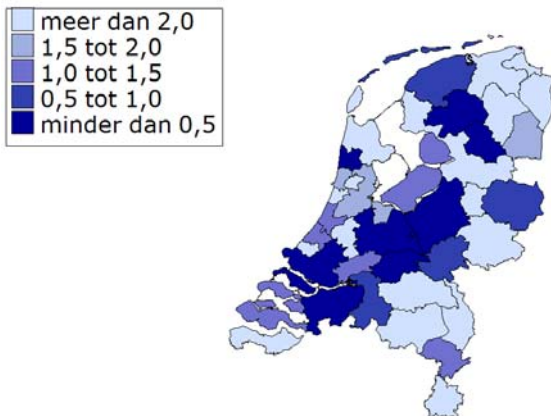 meer dan 2,0
1,5 tot 2,0
1,0 tot 1,5
0,5 tot 1,0
minder dan 0,5